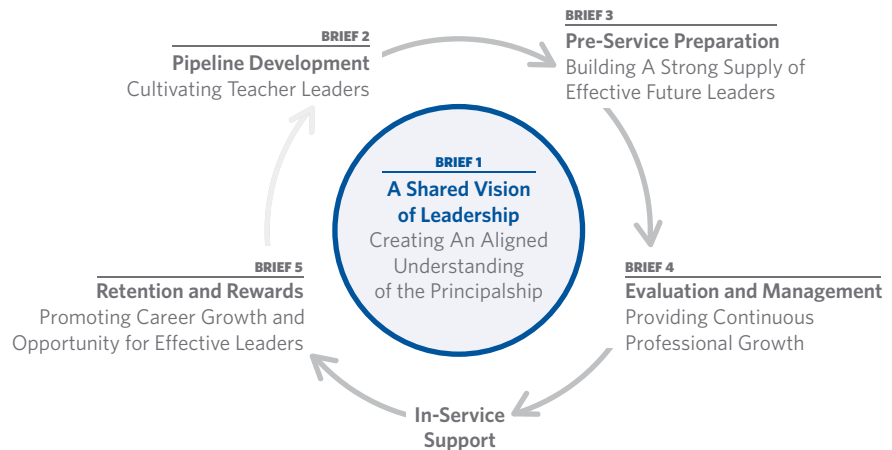 BRIEF 2
Pipeline Development
Cultivating Teacher Leaders
BRIEF 3
Pre-Service Preparation
Building A Strong Supply of
Effective Future Leaders
BRIEF 1
A Shared Vision
of Leadership
Creating An Aligned
Understanding
of the Principalship
BRIEF 5
Retention and Rewards
Promoting Career Growth and
Opportunity for Effective Leaders
BRIEF 4
Evaluation and Management
Providing Continuous
Professional Growth
In-Service
Support